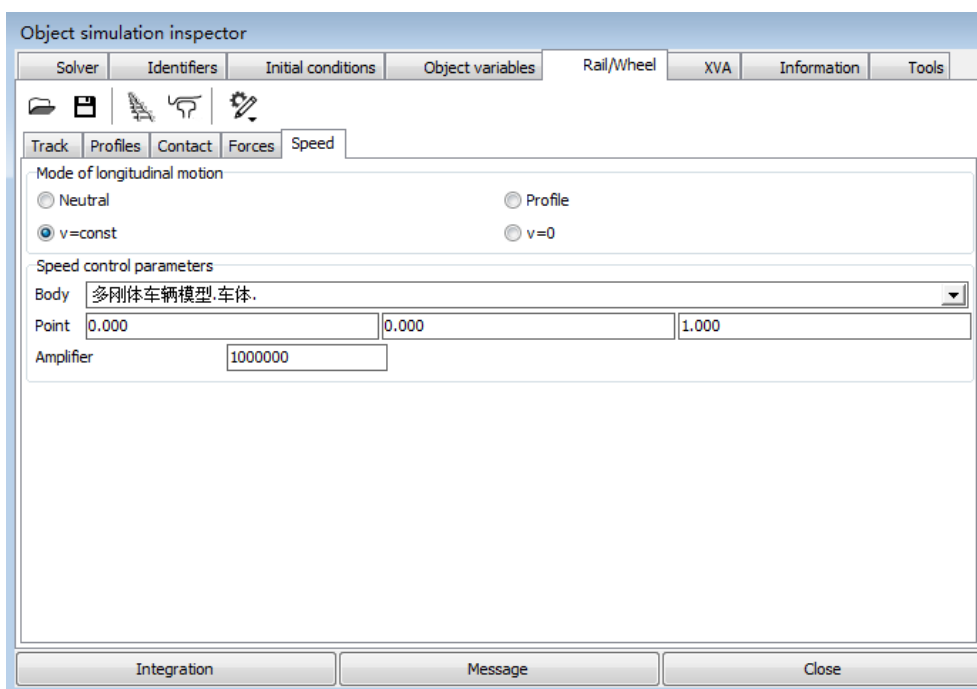 Object simulation inspector
Solver Identifiers Initial conditions Object variables Rail/Wheel XVA Information Tools
Track Profiles Contact Forces Speed
Mode of longitudinal motion
Neutral Profile
v=const v=0
Speed control parameters
Body 多刚体车辆模型.车体.
Point 0.000 0.000 1.000
Amplifier 1000000
Integration Message Close